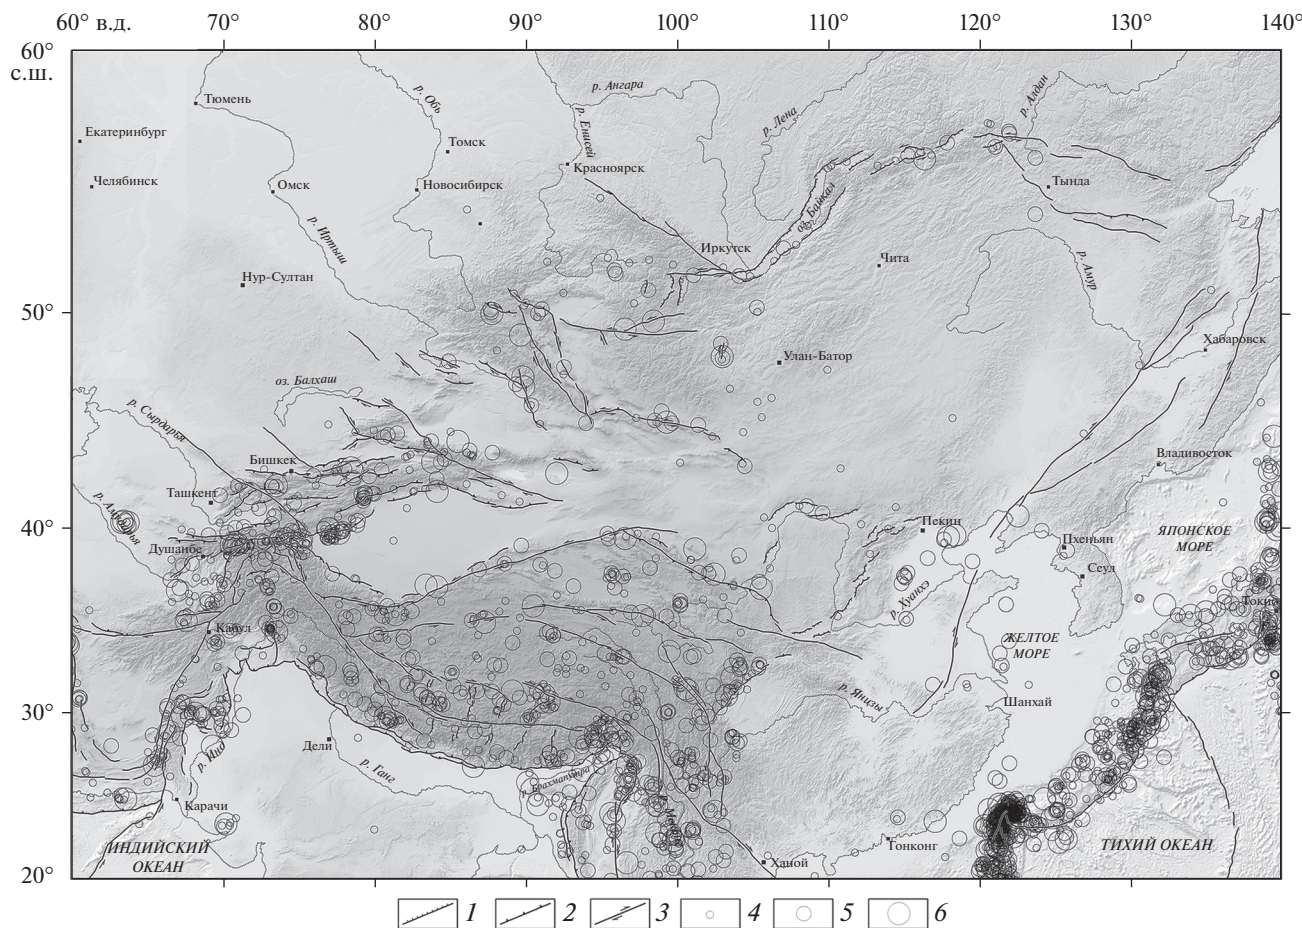 60° в.д.
70°
80°
90°
100°
110°
120°
130°
140°
60°
с.ш.
р. Ангара
р. Обь
р. Енисей
р. Лена
р. Алдан
Тюмень
Екатеринбург
Томск
Красноярск
Челябинск
Омск
Новосибирск
Тында
оз. Байкал
р. Иртыш
Иркутск
Чита
р. Амур
Нур-Султан
50°
Хабаровск
Улан-Батор
оз. Балхаш
р. Сырдарья
Бишкек
Владивосток
Ташкент
р. Амударья
40°
Пекин
ЯПОНСКОЕ
МОРЕ
Душанбе
Пхеньян
Сеул
р. Хуанхэ
Токио
Кабул
ЖЕЛТОЕ
МОРЕ
р. Янцзы
Шанхай
30°
Дели
р. Инд
р. Ганг
р. Брахмапутра
Карачи
р. Меконг
Гонконг
ИНДИЙСКИЙ
ОКЕАН
ТИХИЙ ОКЕАН
Ханой
20°
1
2
3
4
5
6